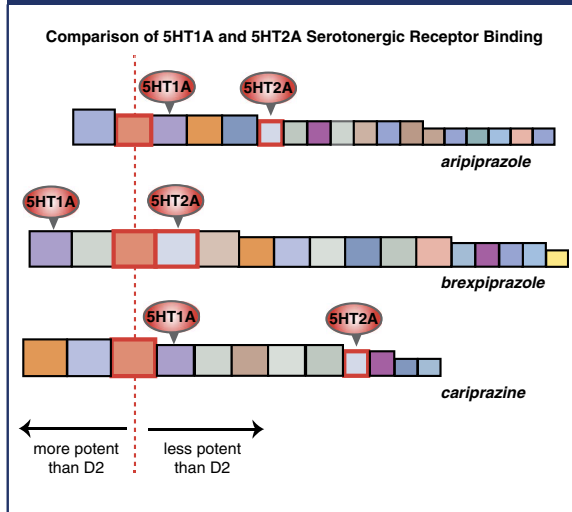 Comparison of 5HT1A and 5HT2A Serotonergic Receptor Binding
5HT1A
5HT2A
aripiprazole
5HT1A
5HT2A
brexpiprazole
5HT1A
5HT2A
cariprazine
more potent
than D2
less potent
than D2